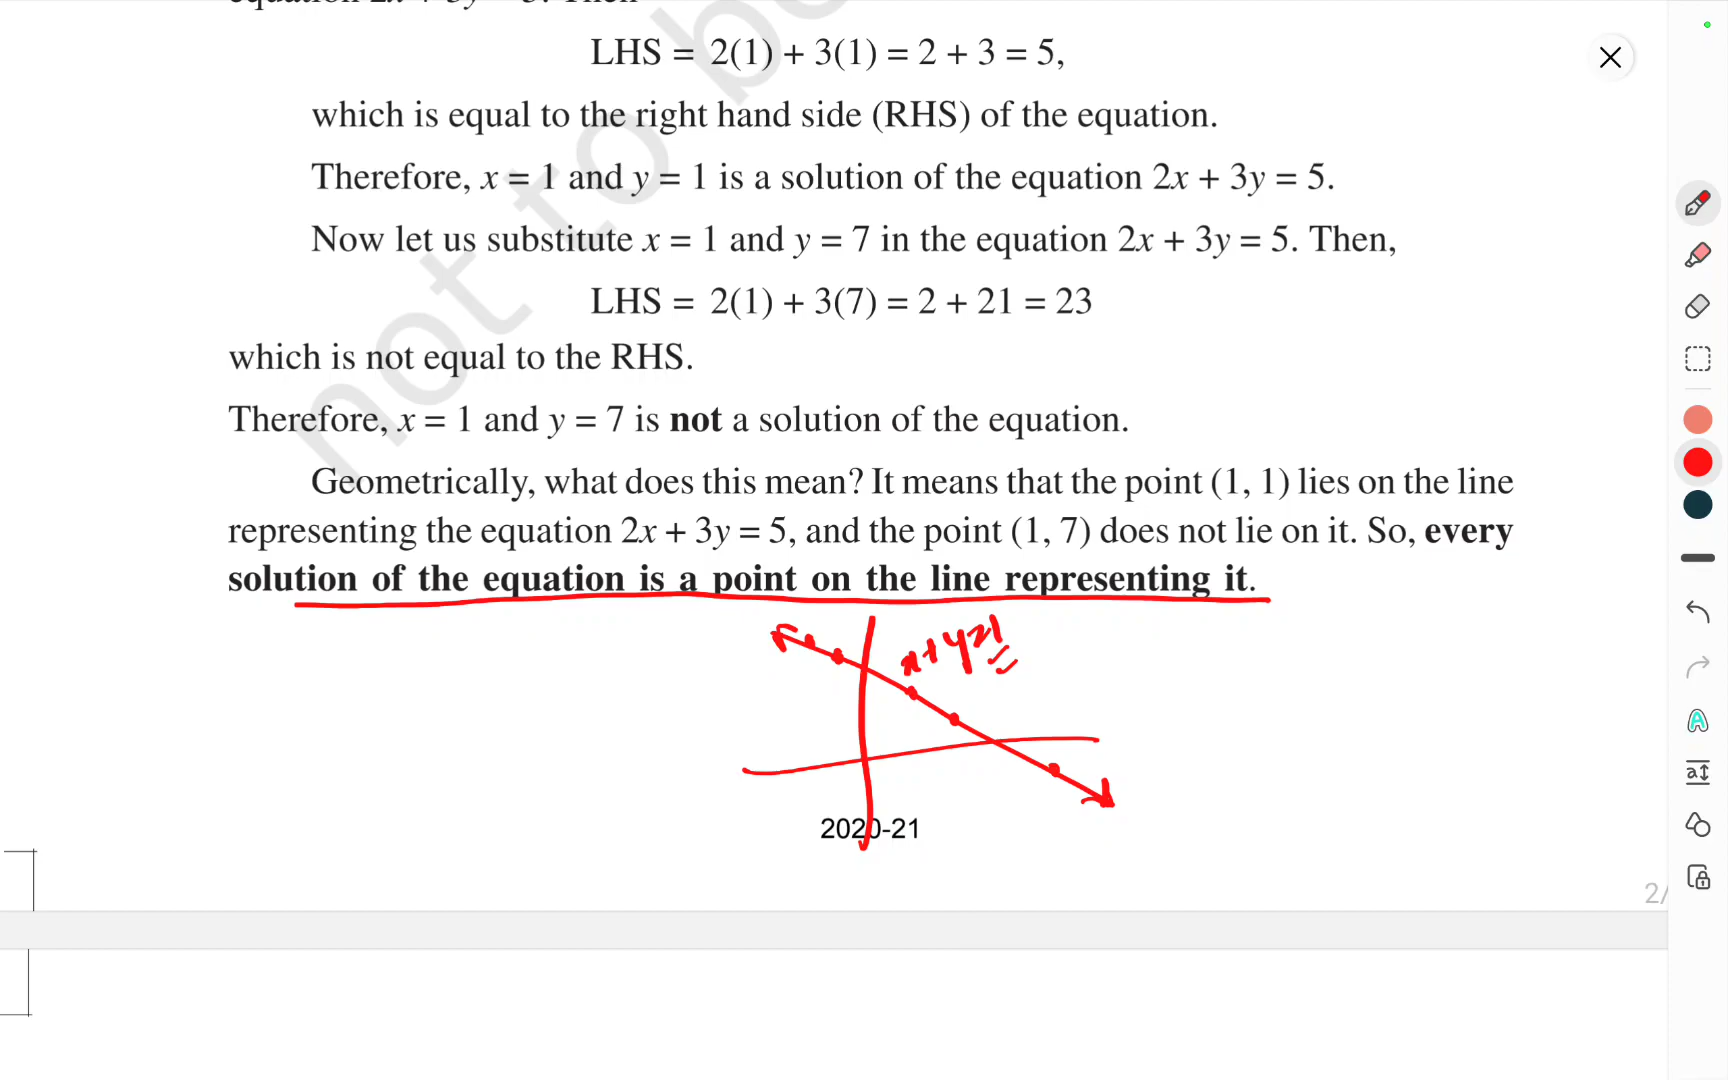 LHS = 2(1) + 3(1) = 2 + 3 = 5,
which is equal to the right hand side (RHS) of the equation.
Therefore, x = 1 and y = 1 is a solution of the equation 2x + 3y = 5.
Now let us substitute x = 1 and y = 7 in the equation 2x + 3y = 5. Then,
LHS = 2(1) + 3(7) = 2 + 21 = 23
which is not equal to the RHS.
Therefore, x = 1 and y = 7 is not a solution of the equation.
Geometrically, what does this mean? It means that the point (1, 1) lies on the line
representing the equation 2x + 3y = 5, and the point (1, 7) does not lie on it. So, every
solution of the equation is a point on the line representing it.
x+y=1
2020-21
2/
not to b